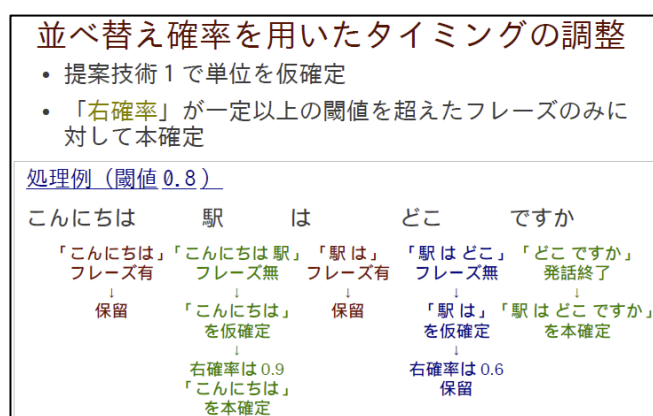 並べ替え確率を用いたタイミングの調整
• 提案技術1で単位を仮確定
• 「右確率」が一定以上の閾値を超えたフレーズのみに
対して本確定
処理例（閾値 0.8）
こんにちは 駅 は どこ ですか
「こんにちは」
フレーズ有
↓
保留
「こんにちは 駅」
フレーズ無
↓
「こんにちは」
を仮確定
↓
右確率は 0.9
「こんにちは」
を本確定
「駅 は」
フレーズ有
↓
保留
「駅 は どこ」
フレーズ無
↓
「駅 は」
を仮確定
↓
右確率は 0.6
保留
「どこ ですか」
発話終了
↓
「駅 は どこ ですか」
を本確定